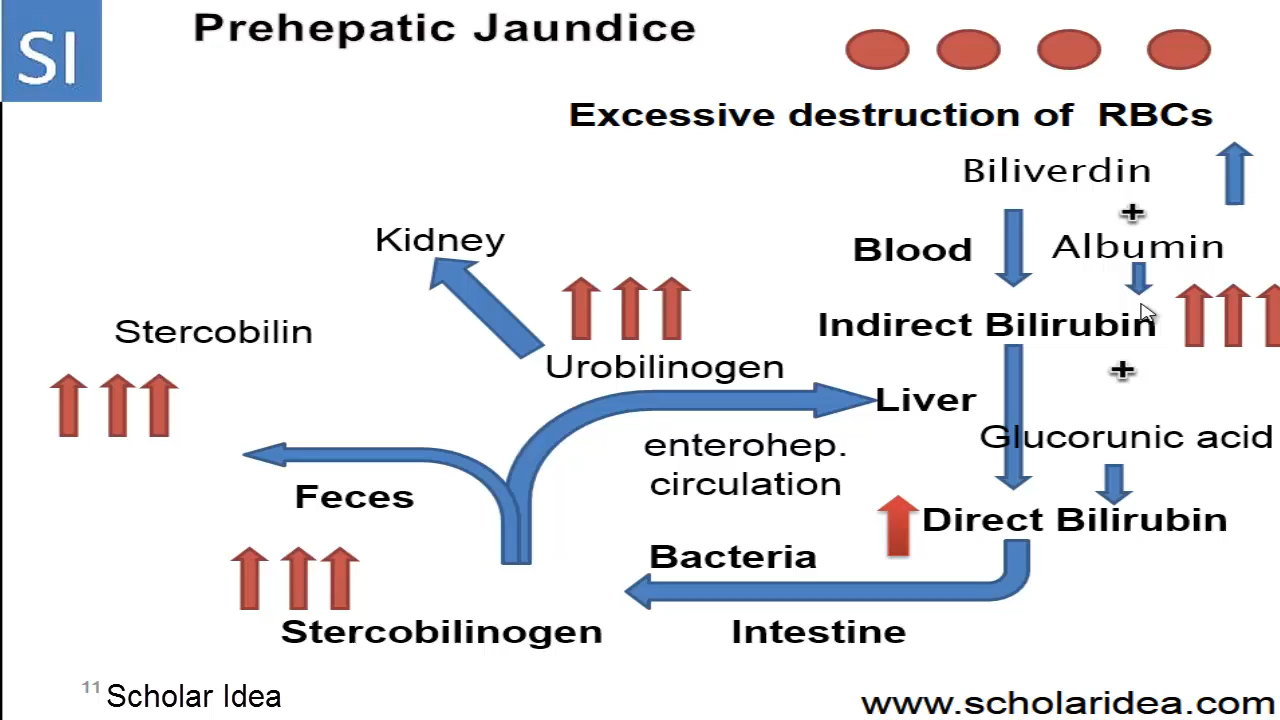 SI
Prehepatic Jaundice
Excessive destruction of RBCs
Biliverdin
+
Kidney
Blood
Albumin
Stercobilin
Indirect Bilirubin
Urobilinogen
+
Liver
enterohep.
circulation
Glucorunic acid
Feces
Direct Bilirubin
Bacteria
Stercobilinogen
Intestine
11 Scholar Idea
www.scholaridea.com